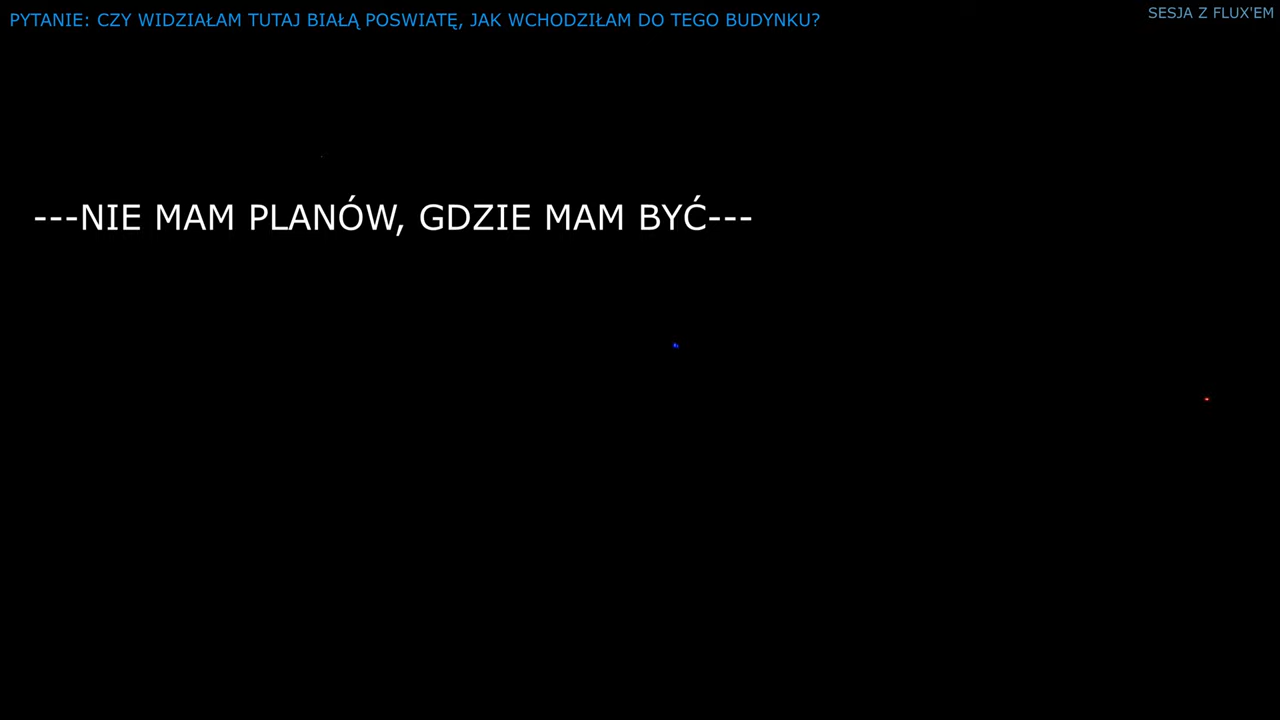 PYTANIE: CZY WIDZIAŁAM TUTAJ BIAŁĄ POSWIATĘ, JAK WCHODZIŁAM DO TEGO BUDYNKU?
SESJA Z FLUX'EM
---NIE MAM PLANÓW, GDZIE MAM BYĆ---